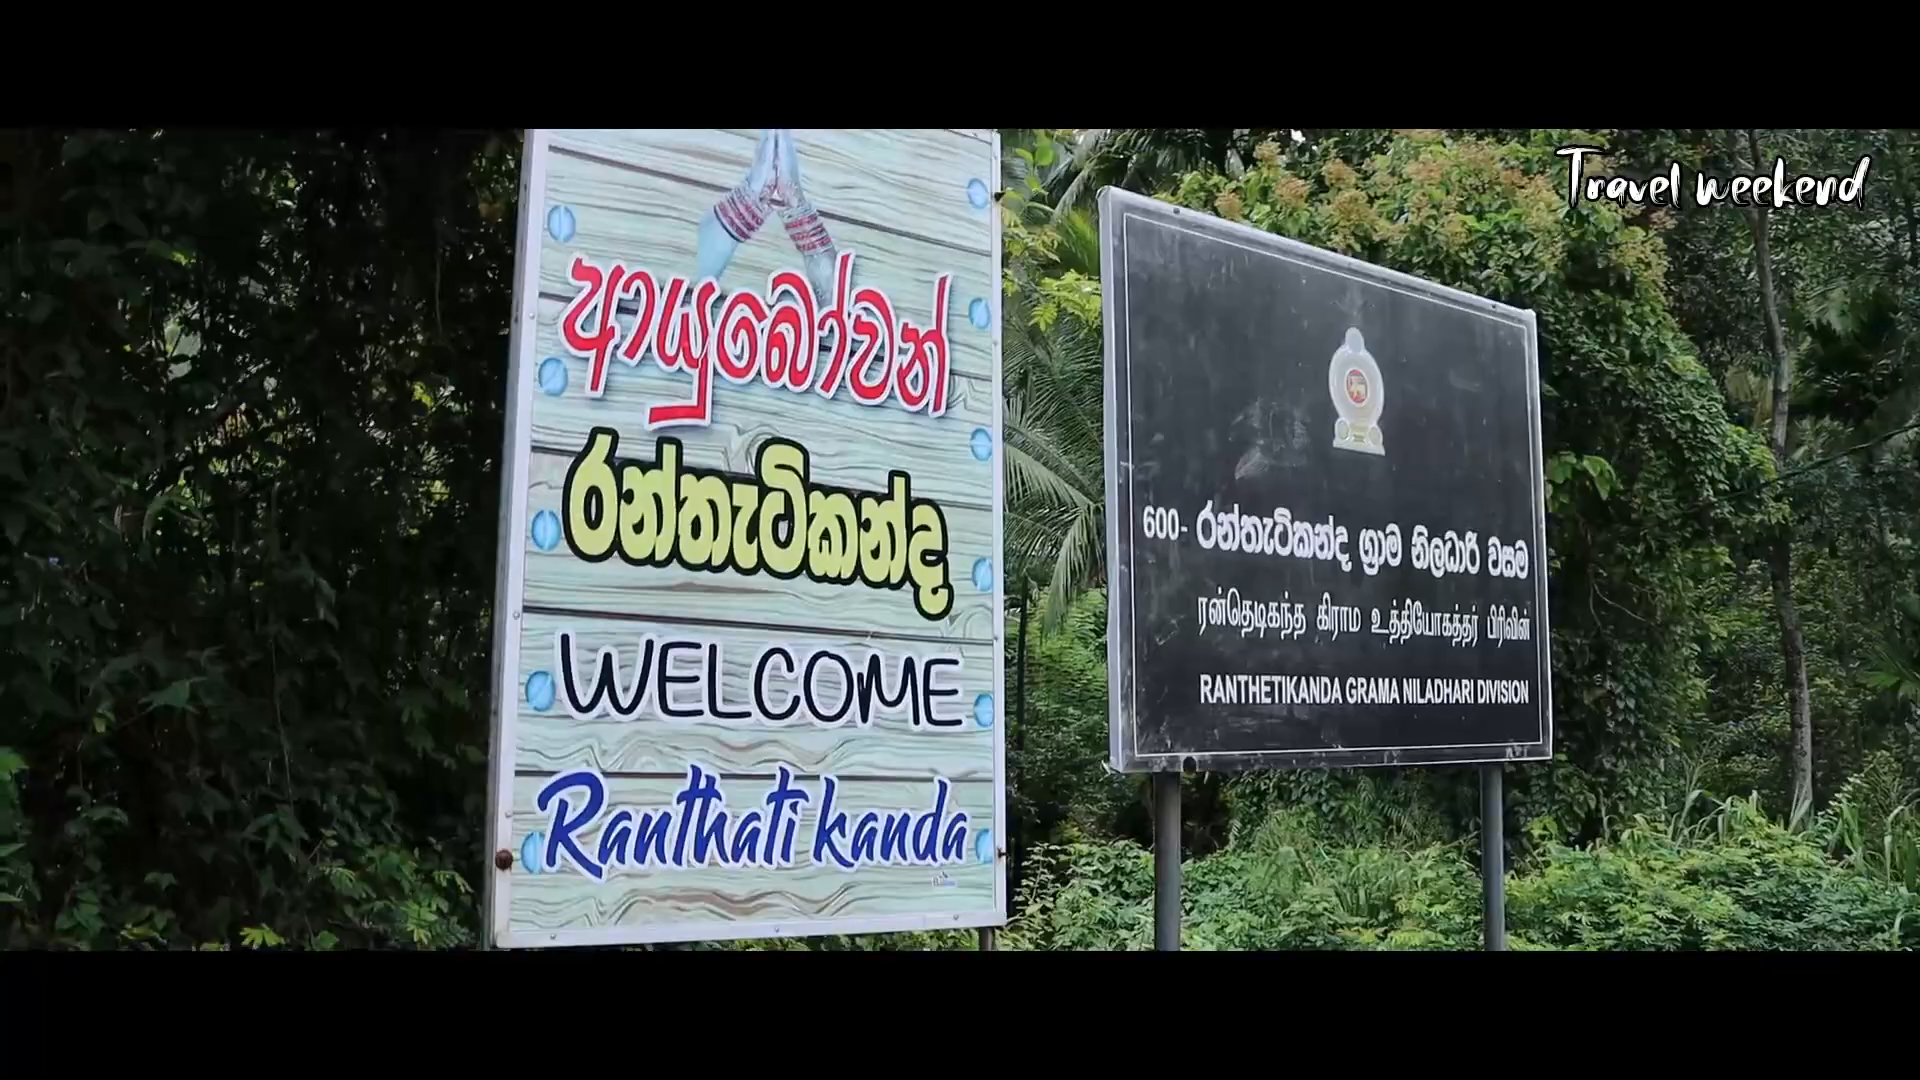 Travel weekend
ආයුබෝවන්
රන්තැටිකන්ද
WELCOME
Ranthati kanda
600- රන්තැටිකන්ද ග්‍රාම නිලධාරි වසම
ரன்தெடிகந்த கிராம உத்தியோகத்தர் பிரிவின்
RANTHETIKANDA GRAMA NILADHARI DIVISION